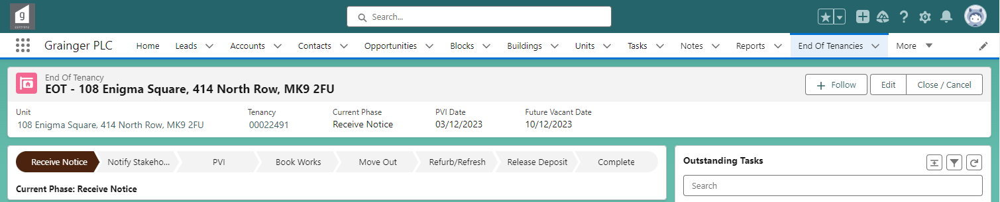 g
Search...
Grainger PLC
Home Leads Accounts Contacts Opportunities Blocks Buildings Units Tasks Notes Reports End Of Tenancies More
End Of Tenancy
EOT - 108 Enigma Square, 414 North Row, MK9 2FU
Follow Edit Close / Cancel
Unit Tenancy Current Phase PVI Date Future Vacant Date
108 Enigma Square, 414 North Row, MK9 2FU 00022491 Receive Notice 03/12/2023 10/12/2023
Receive Notice Notify Stakeho... PVI Book Works Move Out Refurb/Refresh Release Deposit Complete
Outstanding Tasks
Current Phase: Receive Notice
Search